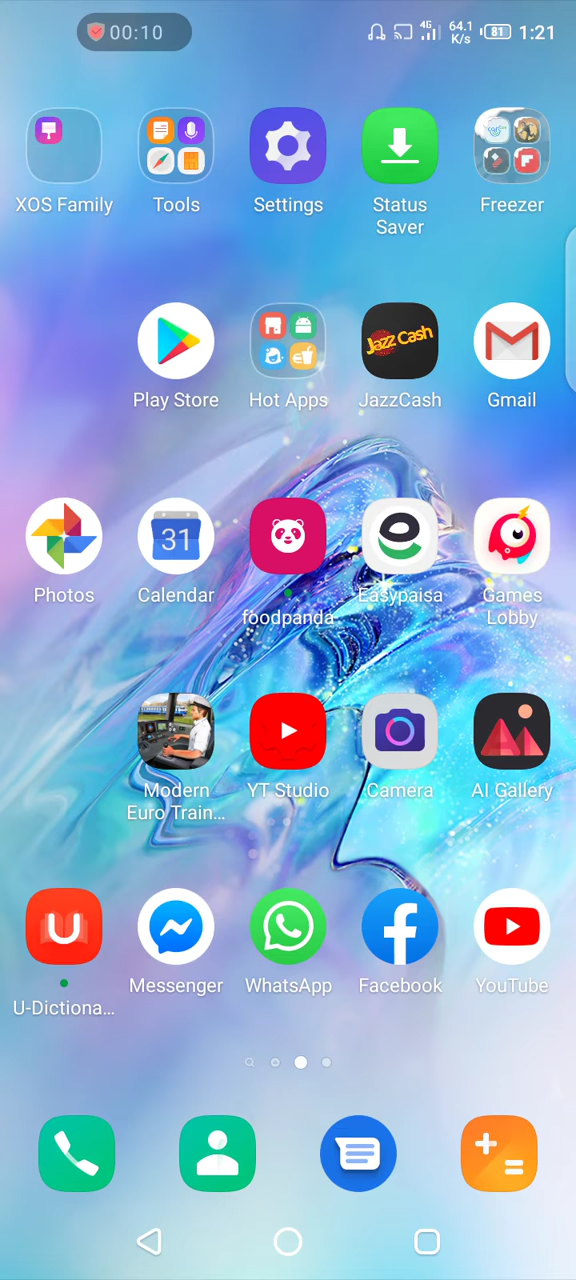 00:10
4G
64.1
K/s
81
1:21
XOS Family
Tools
Settings
Status
Saver
Freezer
Play Store
Hot Apps
Jazz Cash
JazzCash
Gmail
Photos
31
Calendar
foodpanda
Easypaisa
Games
Lobby
Modern
Euro Train...
YT Studio
Camera
AI Gallery
U
U-Dictiona...
Messenger
WhatsApp
Facebook
YouTube